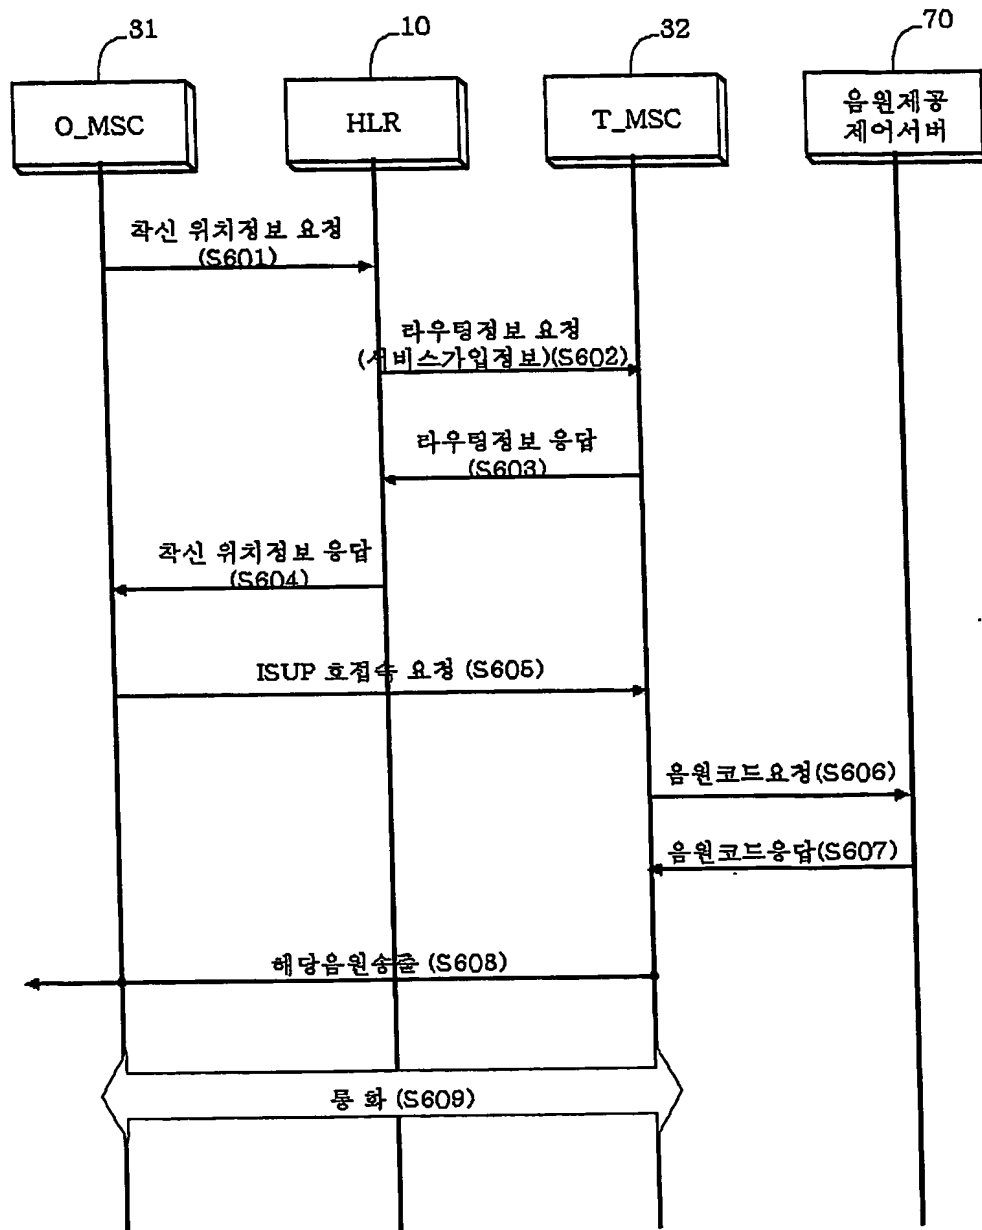 31
10
32
70
O_MSC
HLR
T_MSC
음원제공
제어서버
착신 위치정보 요청
(S601)
라우팅정보 요청
(서비스가입정보)(S602)
라우팅정보 응답
(S603)
착신 위치정보 응답
(S604)
ISUP 호접속 요청 (S605)
음원코드요청(S606)
음원코드응답(S607)
해당음원송출 (S608)
통 화 (S609)